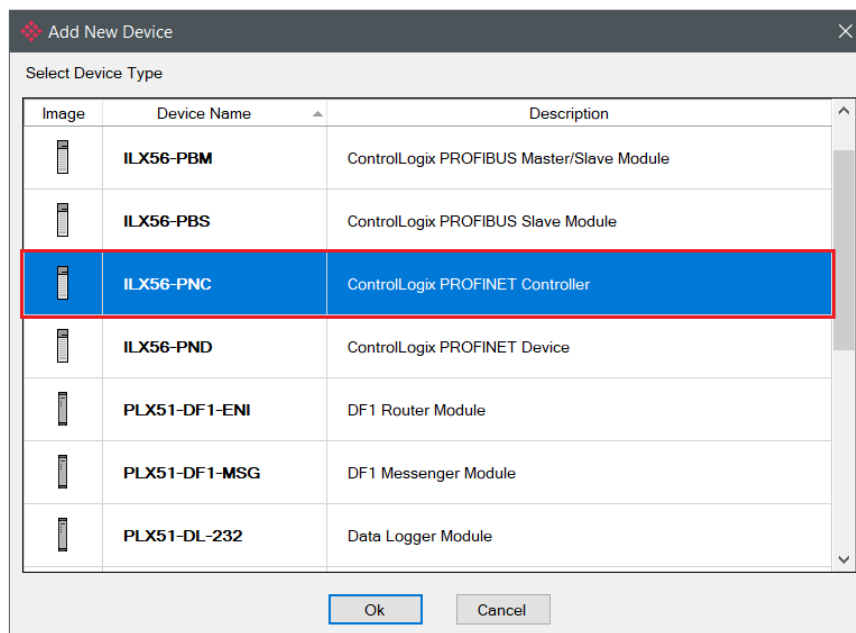 Add New Device
Select Device Type
Image Device Name Description
ILX56-PBM ControlLogix PROFIBUS Master/Slave Module
ILX56-PBS ControlLogix PROFIBUS Slave Module
ILX56-PNC ControlLogix PROFINET Controller
ILX56-PND ControlLogix PROFINET Device
PLX51-DF1-ENI DF1 Router Module
PLX51-DF1-MSG DF1 Messenger Module
PLX51-DL-232 Data Logger Module
Ok Cancel